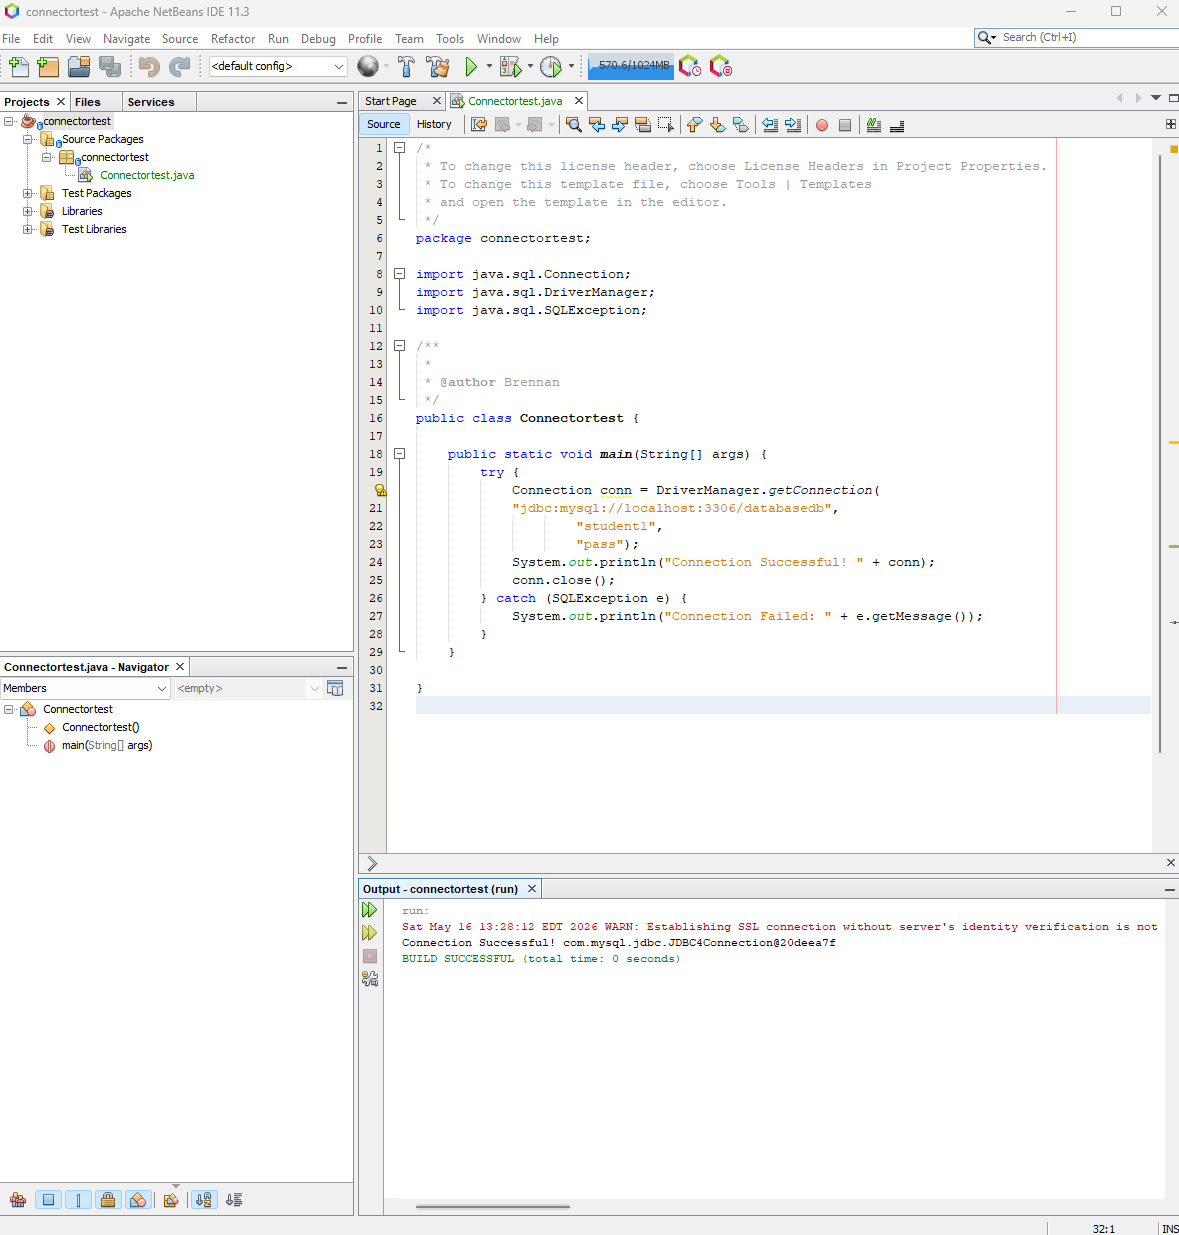 connectortest - Apache NetBeans IDE 11.3
File Edit View Navigate Source Refactor Run Debug Profile Team Tools Window Help
Search (Ctrl+I)
<default config>
570.6/1024MB
Projects Files Services
connectortest
Source Packages
connectortest
Connectortest.java
Test Packages
Libraries
Test Libraries
Start Page Connectortest.java
Source History
1 /*
2 * To change this license header, choose License Headers in Project Properties.
3 * To change this template file, choose Tools | Templates
4 * and open the template in the editor.
5 */
6 package connectortest;
7
8 import java.sql.Connection;
9 import java.sql.DriverManager;
10 import java.sql.SQLException;
11
12 /**
13 *
14 * @author Brennan
15 */
16 public class Connectortest {
17
18 public static void main(String[] args) {
19 try {
Connection conn = DriverManager.getConnection(
21 "jdbc:mysql://localhost:3306/databasedb",
22 "student1",
23 "pass");
24 System.out.println("Connection Successful! " + conn);
25 conn.close();
26 } catch (SQLException e) {
27 System.out.println("Connection Failed: " + e.getMessage());
28 }
29 }
30
31 }
32
Connectortest.java - Navigator
Members <empty>
Connectortest
Connectortest()
main(String[] args)
Output - connectortest (run)
run:
Sat May 16 13:28:12 EDT 2026 WARN: Establishing SSL connection without server's identity verification is not
Connection Successful! com.mysql.jdbc.JDBC4Connection@20deea7f
BUILD SUCCESSFUL (total time: 0 seconds)
32:1 INS